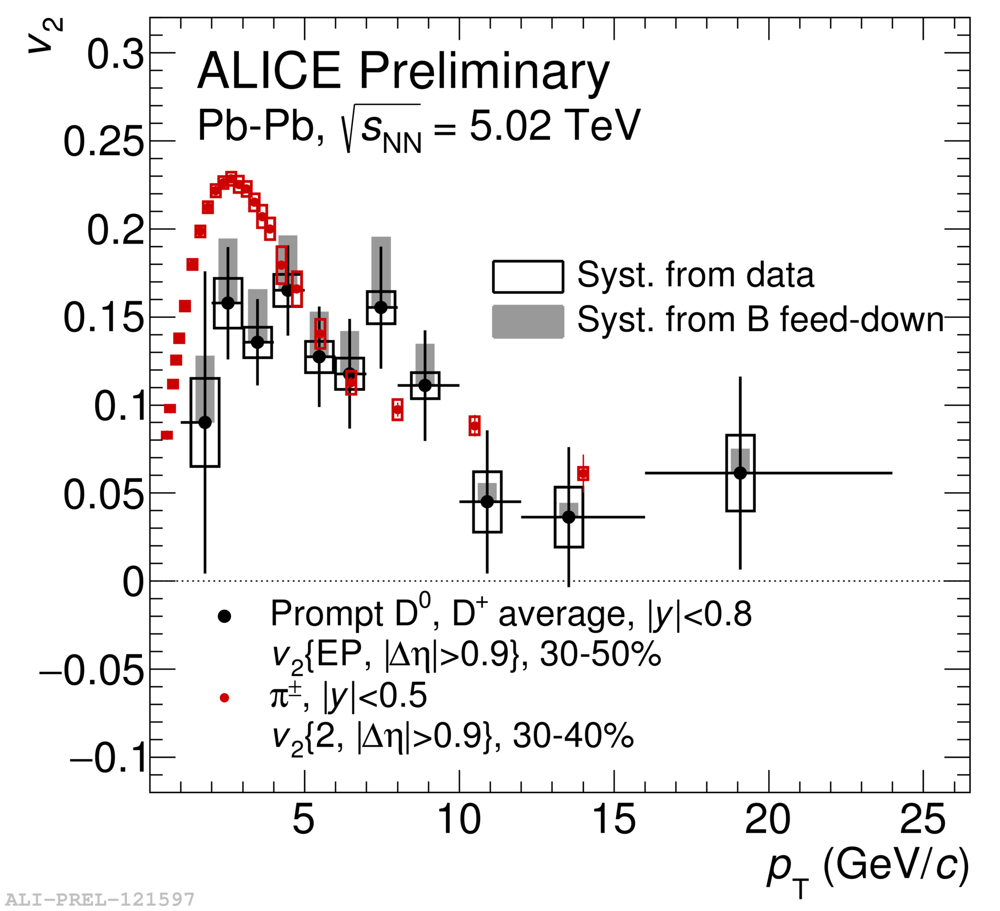 v2
0.3
0.25
0.2
0.15
0.1
0.05
0
−0.05
−0.1
ALICE Preliminary
Pb-Pb, √sNN = 5.02 TeV
Syst. from data
Syst. from B feed-down
Prompt D0, D+ average, |y|<0.8
v2{EP, |Δη|>0.9}, 30-50%
π±, |y|<0.5
v2{2, |Δη|>0.9}, 30-40%
5 10 15 20 25
pT (GeV/c)
ALI-PREL-121597